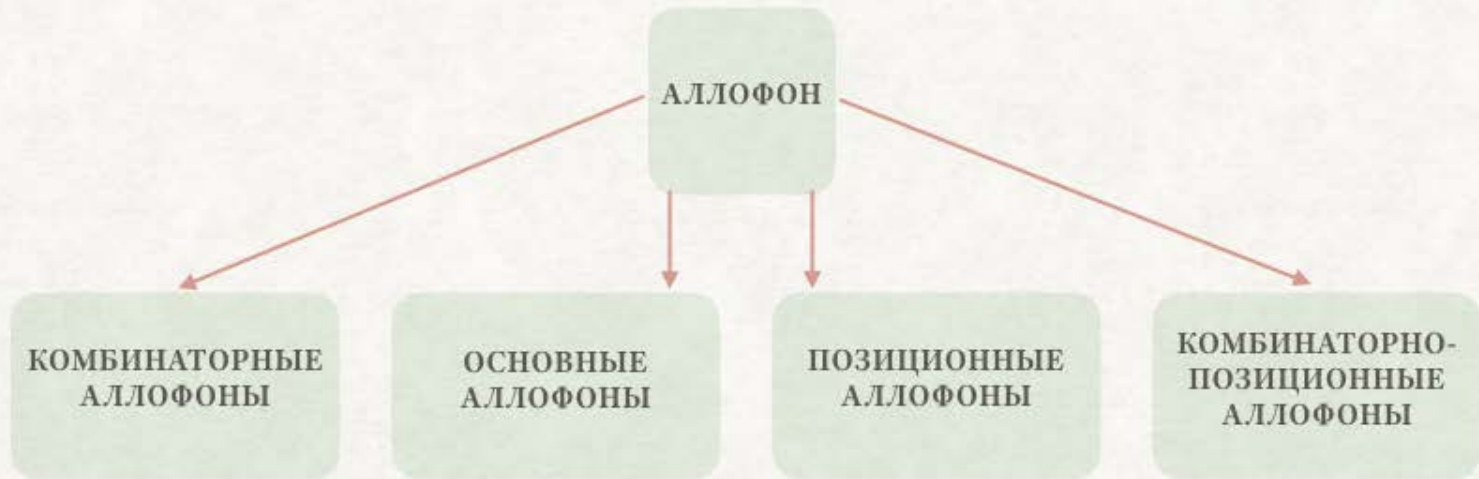 АЛЛОФОН
КОМБИНАТОРНЫЕ
АЛЛОФОНЫ
ОСНОВНЫЕ
АЛЛОФОНЫ
ПОЗИЦИОННЫЕ
АЛЛОФОНЫ
КОМБИНАТОРНО-
ПОЗИЦИОННЫЕ
АЛЛОФОНЫ